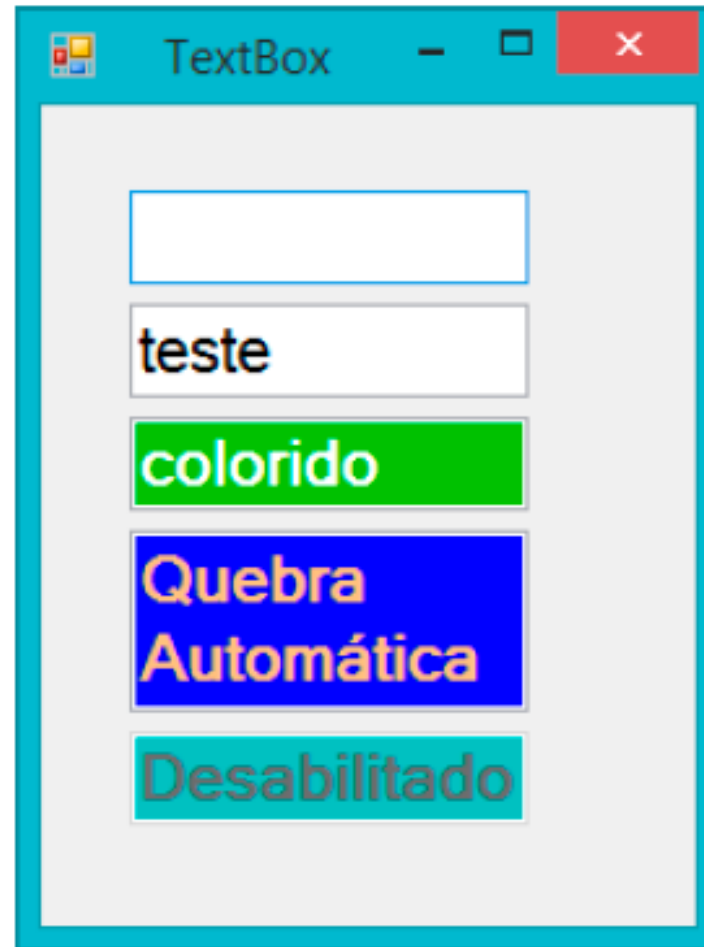 TextBox
teste
colorido
Quebra
Automática
Desabilitado